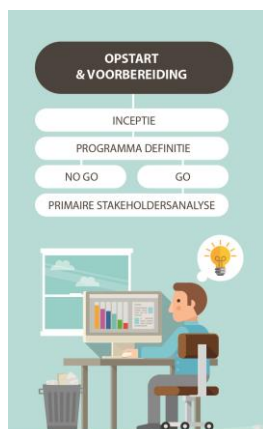 OPSTART
& VOORBEREIDING
INCEPTIE
PROGRAMMA DEFINITIE
NO GO
GO
PRIMAIRE STAKEHOLDERSANALYSE